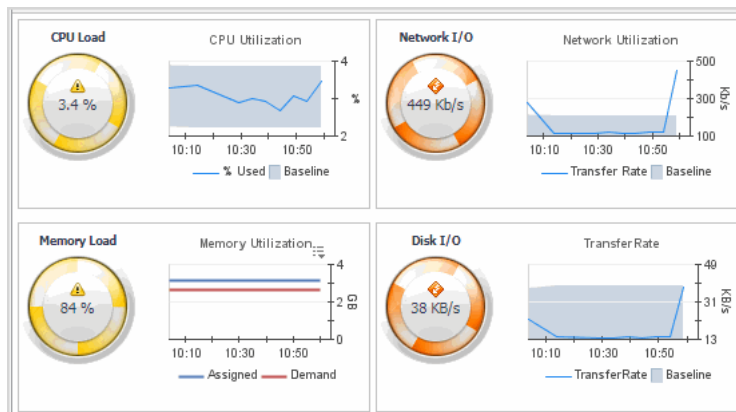 CPU Load
CPU Utilization
3.4 %
4
%
2
10:10 10:30 10:50
% Used Baseline
Network I/O
Network Utilization
449 Kb/s
500
300
Kb/s
100
10:10 10:30 10:50
Transfer Rate Baseline
Memory Load
Memory Utilization
84 %
4
2
GB
0
10:10 10:30 10:50
Assigned Demand
Disk I/O
TransferRate
38 KB/s
49
31
KB/s
13
10:10 10:30 10:50
TransferRate Baseline